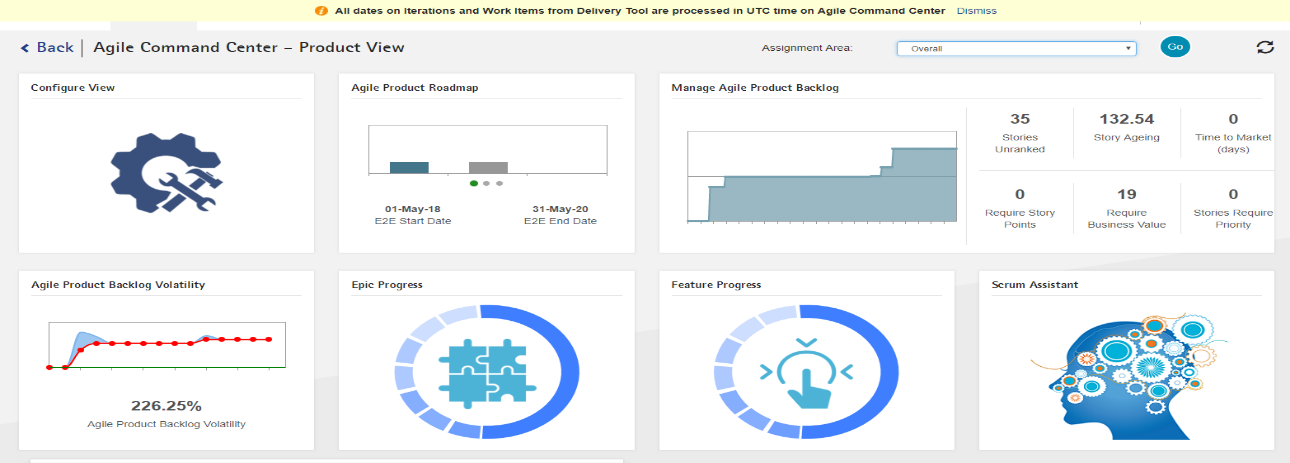 All dates on Iterations and Work Items from Delivery Tool are processed in UTC time on Agile Command Center Dismiss
Back | Agile Command Center – Product View
Assignment Area:
Overall
Go
Configure View
Agile Product Roadmap
01-May-18
E2E Start Date
31-May-20
E2E End Date
Manage Agile Product Backlog
35
Stories
Unranked
132.54
Story Ageing
0
Time to Market
(days)
0
Require Story
Points
19
Require
Business Value
0
Stories Require
Priority
Agile Product Backlog Volatility
226.25%
Agile Product Backlog Volatility
Epic Progress
Feature Progress
Scrum Assistant